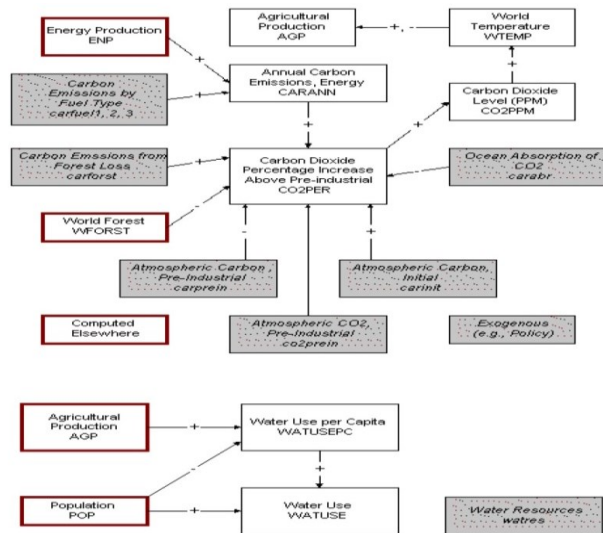 Energy Production
ENP
Agricultural
Production
AGP
+, -
World
Temperature
WTEMP
+
+
Carbon
Emissions by
Fuel Type
carfuel1, 2, 3
+
Annual Carbon
Emissions, Energy
CARANN
Carbon Dioxide
Level (PPM)
CO2PPM
+
+
Carbon Emssions from
Forest Loss
carforst
+
Carbon Dioxide
Percentage Increase
Above Pre-industrial
CO2PER
-
Ocean Absorption of
CO2
carabr
World Forest
WFORST
-
-
+
Atmospheric Carbon ,
Pre-Industrial
carprein
Atmospheric Carbon,
Initial
carinit
Computed
Elsewhere
Atmospheric CO2,
Pre-Industrial
co2prein
Exogenous
(e.g., Policy)
Agricultural
Production
AGP
+
Water Use per Capita
WATUSEPC
-
+
Population
POP
+
Water Use
WATUSE
Water Resources
watres